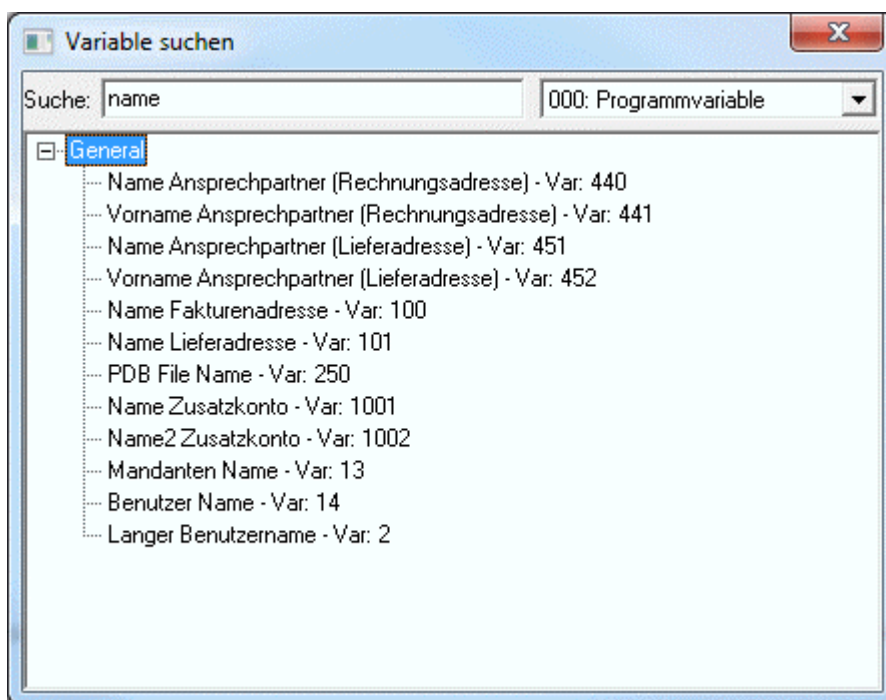 Variable suchen
Suche: name 000: Programmvariable
General
Name Ansprechpartner (Rechnungsadresse) - Var: 440
Vorname Ansprechpartner (Rechnungsadresse) - Var: 441
Name Ansprechpartner (Lieferadresse) - Var: 451
Vorname Ansprechpartner (Lieferadresse) - Var: 452
Name Fakturenadresse - Var: 100
Name Lieferadresse - Var: 101
PDB File Name - Var: 250
Name Zusatzkonto - Var: 1001
Name2 Zusatzkonto - Var: 1002
Mandanten Name - Var: 13
Benutzer Name - Var: 14
Langer Benutzername - Var: 2